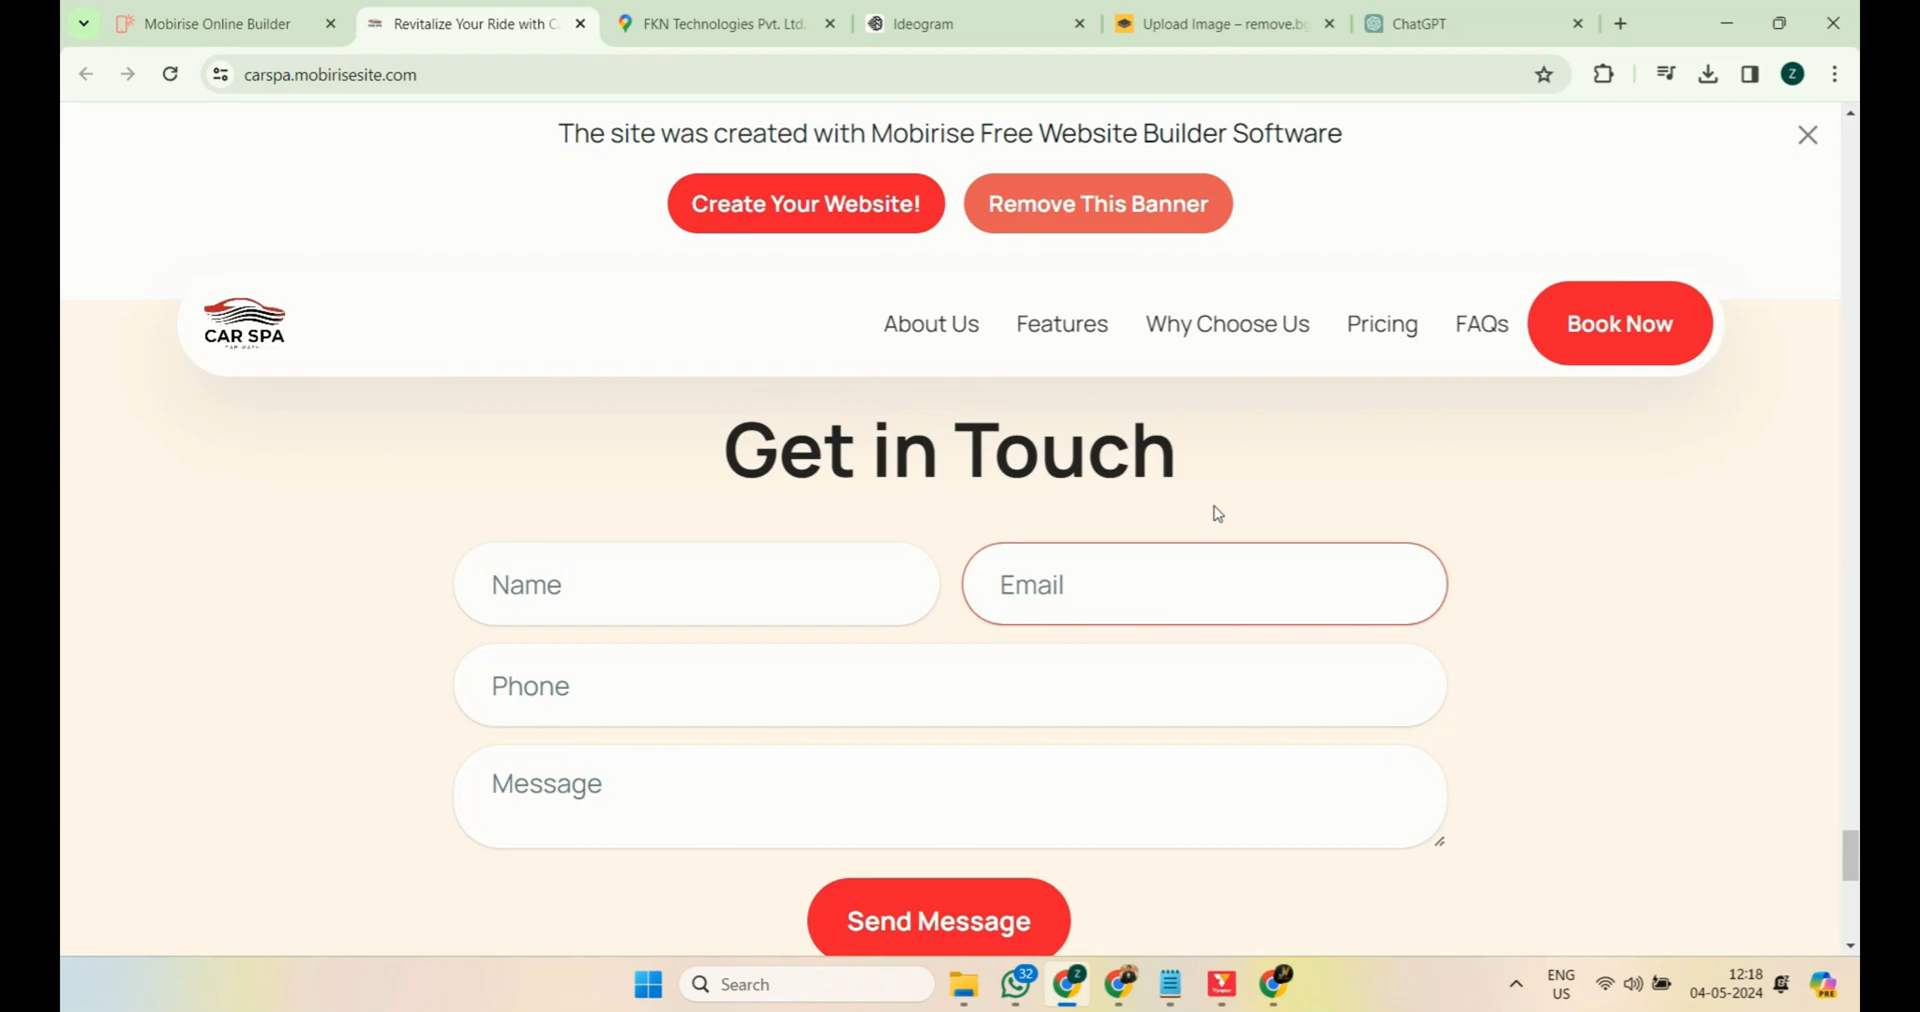 Mobirise Online Builder
Revitalize Your Ride with C
FKN Technologies Pvt. Ltd.
Ideogram
Upload Image – remove.bg
ChatGPT
carspa.mobirisesite.com
Z
The site was created with Mobirise Free Website Builder Software
Create Your Website!
Remove This Banner
CAR SPA
About Us
Features
Why Choose Us
Pricing
FAQs
Book Now
Get in Touch
Name
Email
Phone
Message
Send Message
Search
32
Z
ENG
US
12:18
04-05-2024
PRE